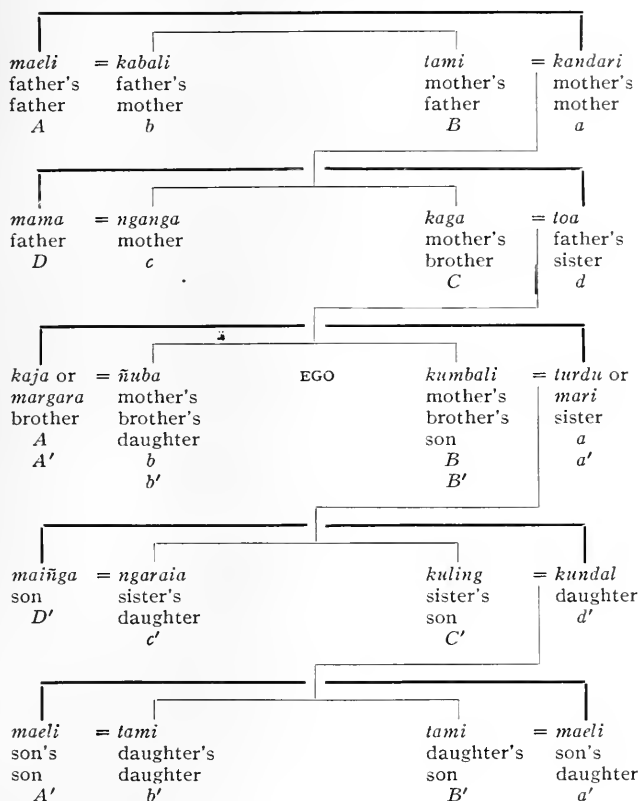 maeli = kabali tami = kandari
father's father's mother's mother's
father mother father mother
A b B a
mama = nganga kaga = toa
father mother mother's father's
D c brother sister
C d
kaja or = ñuba EGO kumbali = turdu or
margara mother's mother's mari
brother brother's brother's sister
A daughter son a
A' b B a'
b' B'
maiñga = ngaraia kuling = kundal
son sister's sister's daughter
D' daughter son d'
c' C'
maeli = tami tami = maeli
son's daughter's daughter's son's
son daughter son daughter
A' b' B' a'